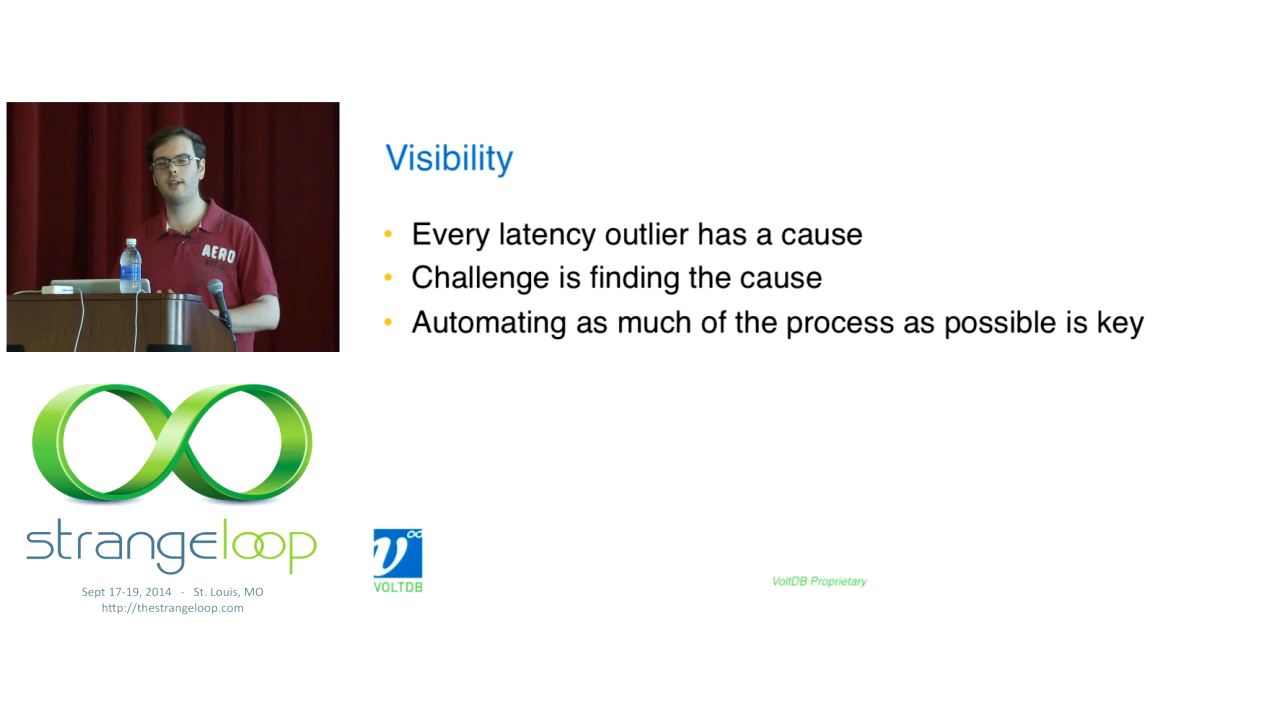 Visibility
• Every latency outlier has a cause
• Challenge is finding the cause
• Automating as much of the process as possible is key
AERO
strangeloop
Sept 17-19, 2014 - St. Louis, MO
http://thestrangeloop.com
VOLTDB
VoltDB Proprietary